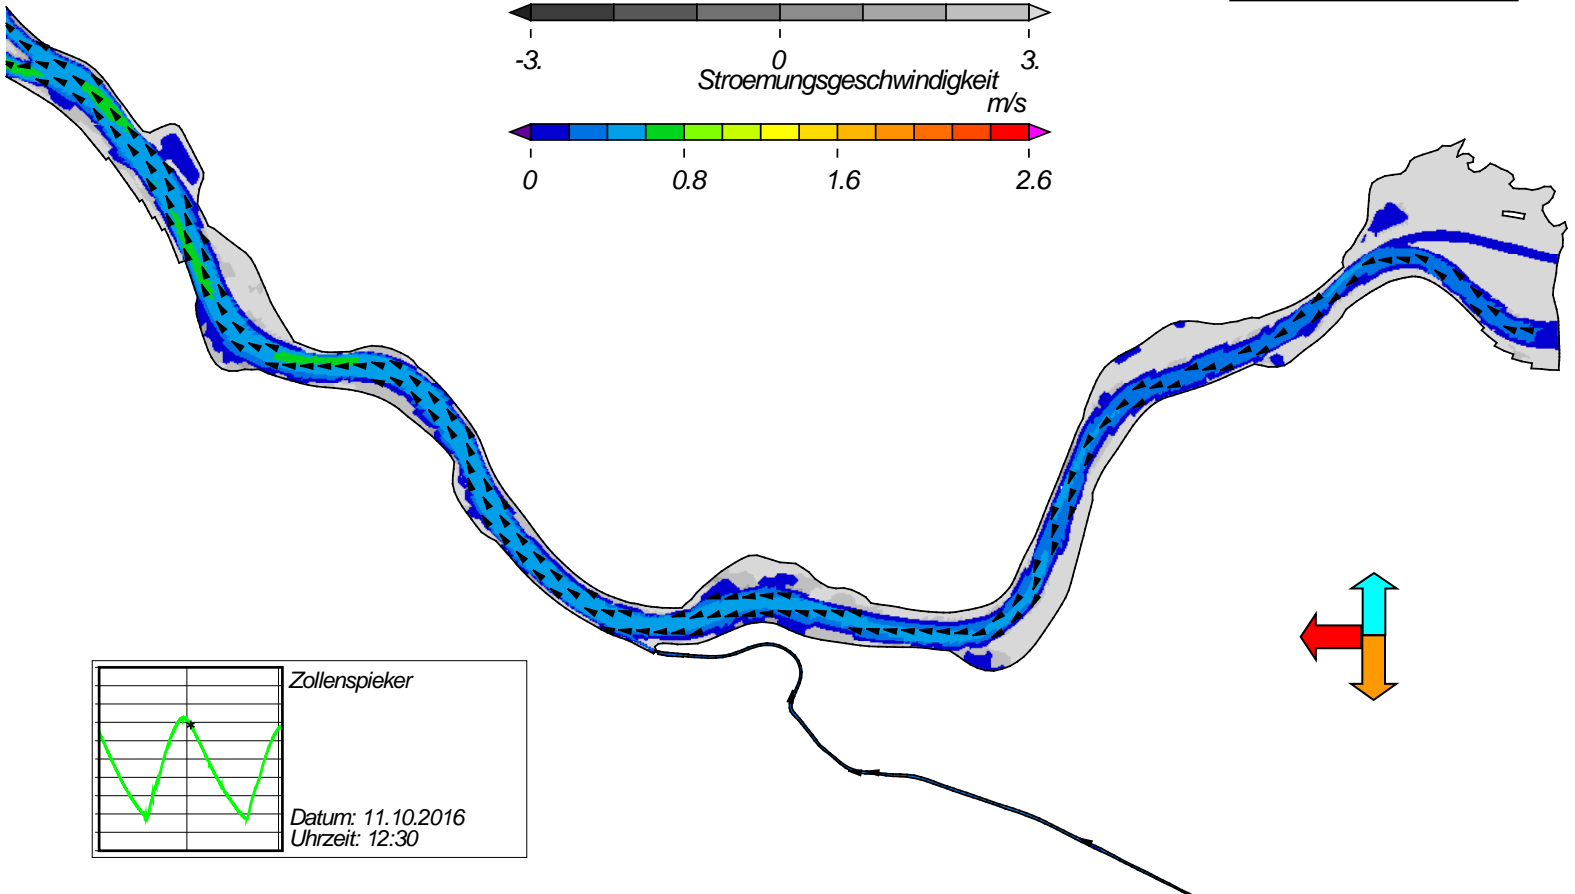 -3. 0 3.
Stroemungsgeschwindigkeit
m/s
0 0.8 1.6 2.6
Zollenspieker
Datum: 11.10.2016
Uhrzeit: 12:30